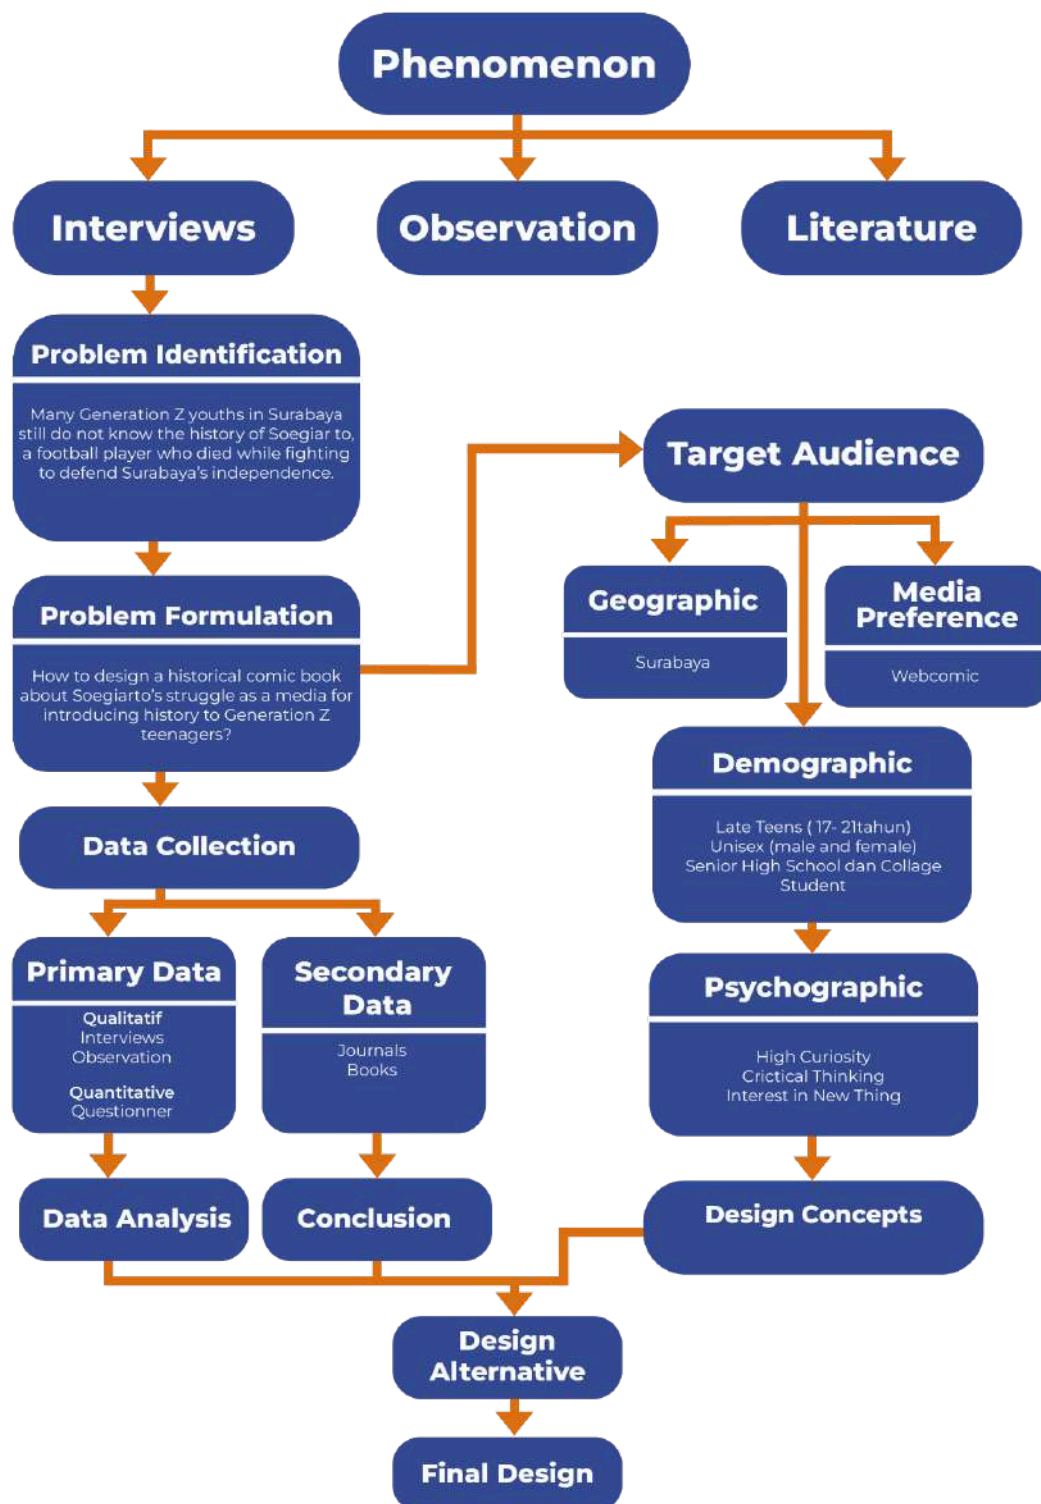 Phenomenon
Interviews
Observation
Literature
Problem Identification
Many Generation Z youths in Surabaya
still do not know the history of Soegiar to,
a football player who died while fighting
to defend Surabaya's independence.
Problem Formulation
How to design a historical comic book
about Soegiarto's struggle as a media for
introducing history to Generation Z
teenagers?
Data Collection
Primary Data
Qualitatif
Interviews
Observation
Quantitative
Questionner
Secondary
Data
Journals
Books
Data Analysis
Conclusion
Target Audience
Geographic
Surabaya
Media
Preference
Webcomic
Demographic
Late Teens ( 17- 21tahun)
Unisex (male and female)
Senior High School dan Collage
Student
Psychographic
High Curiosity
Crictical Thinking
Interest in New Thing
Design Concepts
Design
Alternative
Final Design